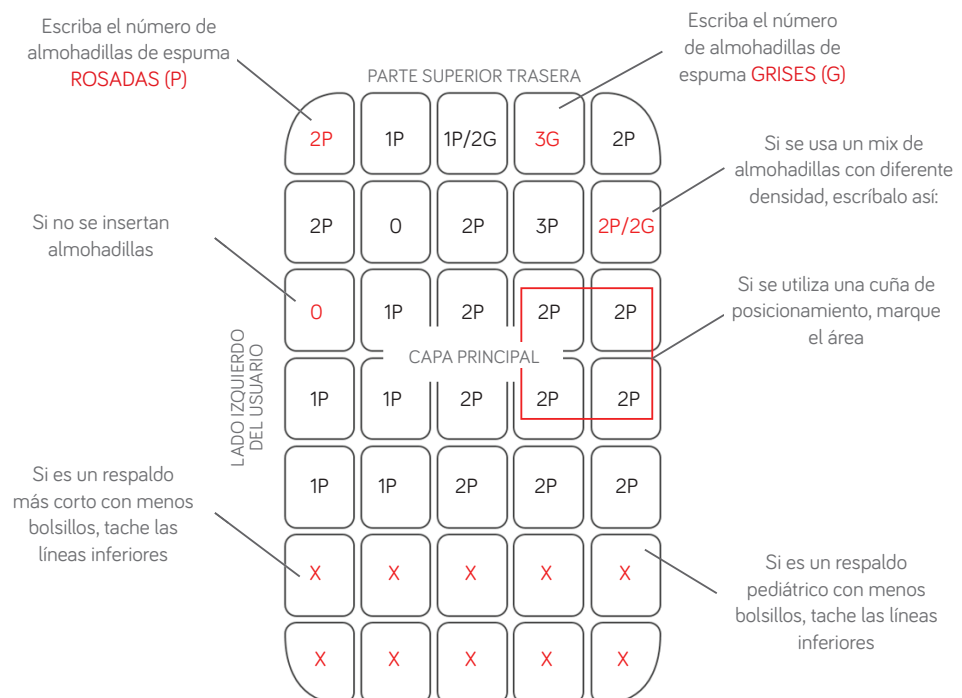 Escriba el número de
almohadillas de espuma
ROSADAS (P)
Escriba el número
de almohadillas de
espuma GRISES (G)
PARTE SUPERIOR TRASERA
2P 1P 1P/2G 3G 2P
Si se usa un mix de
almohadillas con diferente
densidad, escríbalo así:
Si no se insertan
almohadillas
2P 0 2P 3P 2P/2G
Si se utiliza una cuña de
posicionamiento, marque
el área
0 1P 2P 2P 2P
CAPA PRINCIPAL
LADO IZQUIERDO
DEL USUARIO
1P 1P 2P 2P 2P
Si es un respaldo
más corto con menos
bolsillos, tache las
líneas inferiores
1P 1P 2P 2P 2P
X X X X X
Si es un respaldo
pediátrico con menos
bolsillos, tache las líneas
inferiores
X X X X X